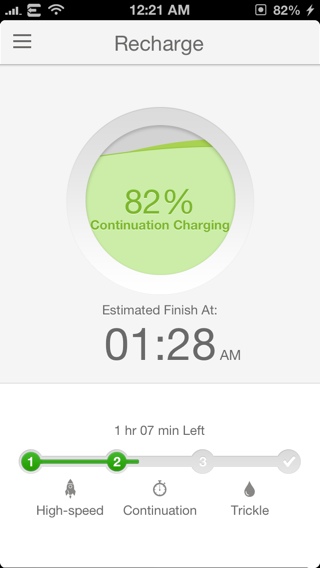 12:21 AM 82%
Recharge
82%
Continuation Charging
Estimated Finish At:
01:28 AM
1 hr 07 min Left
1 2 3
High-speed Continuation Trickle